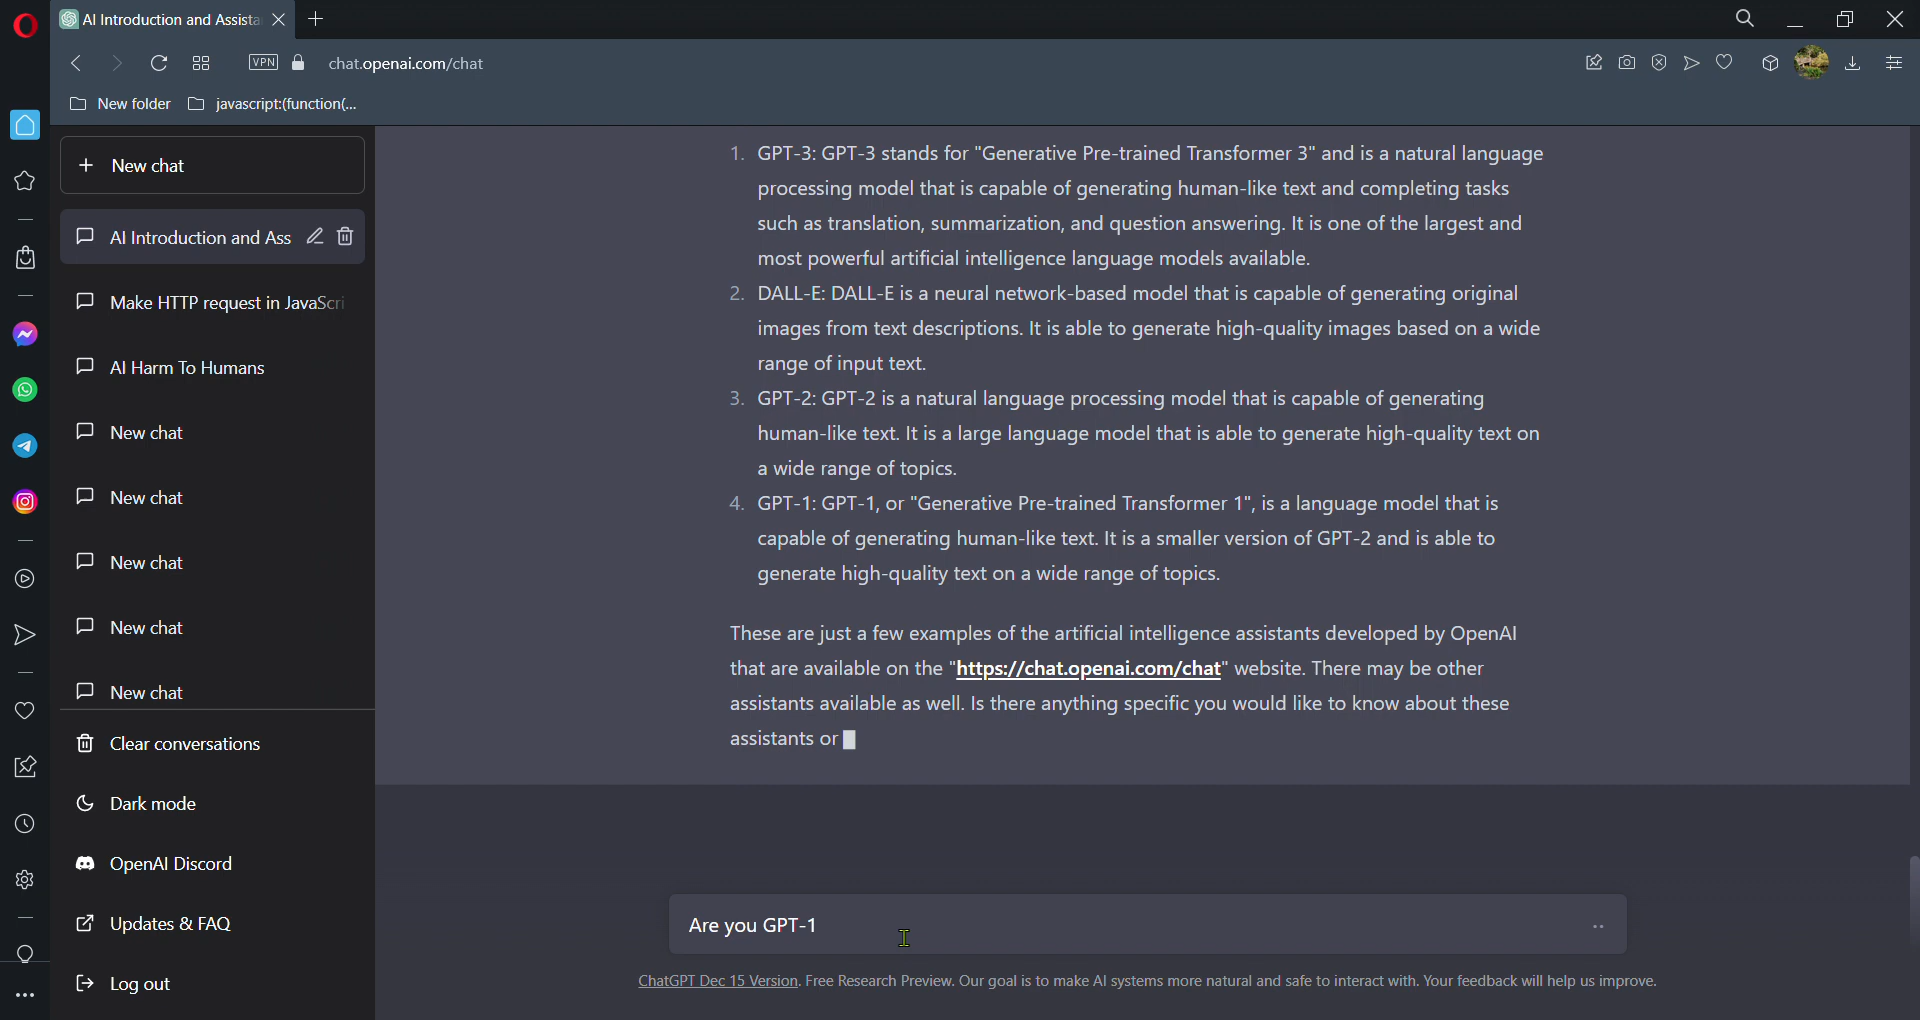 AI Introduction and Assista
VPN
chat.openai.com/chat
New folder
javascript:(function(...
New chat
AI Introduction and Ass
Make HTTP request in JavaScri
AI Harm To Humans
New chat
New chat
New chat
New chat
New chat
Clear conversations
Dark mode
OpenAI Discord
Updates & FAQ
Log out
1. GPT-3: GPT-3 stands for "Generative Pre-trained Transformer 3" and is a natural language
processing model that is capable of generating human-like text and completing tasks
such as translation, summarization, and question answering. It is one of the largest and
most powerful artificial intelligence language models available.
2. DALL-E: DALL-E is a neural network-based model that is capable of generating original
images from text descriptions. It is able to generate high-quality images based on a wide
range of input text.
3. GPT-2: GPT-2 is a natural language processing model that is capable of generating
human-like text. It is a large language model that is able to generate high-quality text on
a wide range of topics.
4. GPT-1: GPT-1, or "Generative Pre-trained Transformer 1", is a language model that is
capable of generating human-like text. It is a smaller version of GPT-2 and is able to
generate high-quality text on a wide range of topics.
These are just a few examples of the artificial intelligence assistants developed by OpenAI
that are available on the "https://chat.openai.com/chat" website. There may be other
assistants available as well. Is there anything specific you would like to know about these
assistants or
Are you GPT-1
ChatGPT Dec 15 Version. Free Research Preview. Our goal is to make AI systems more natural and safe to interact with. Your feedback will help us improve.